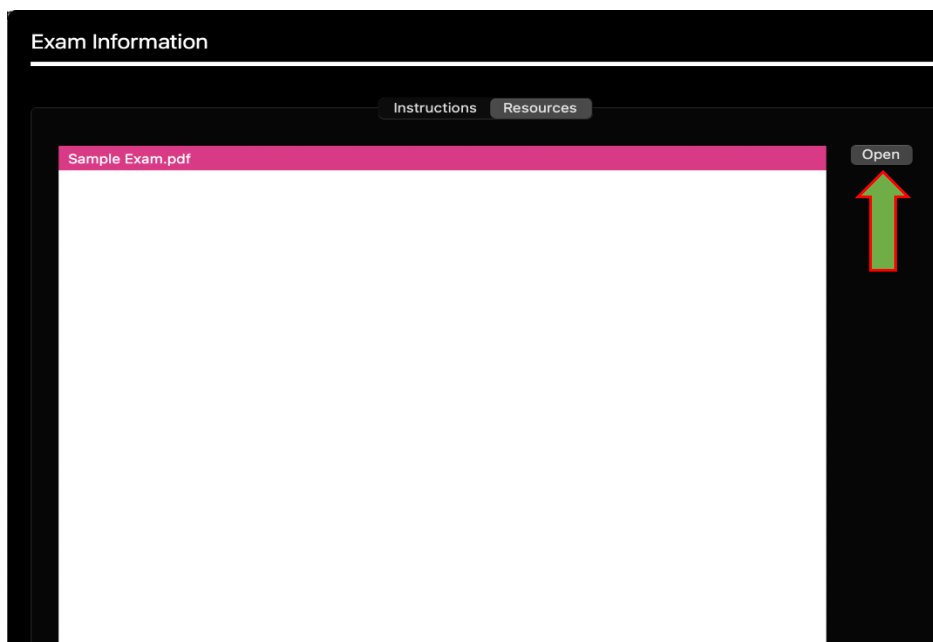 Exam Information
Instructions Resources
Sample Exam.pdf
Open